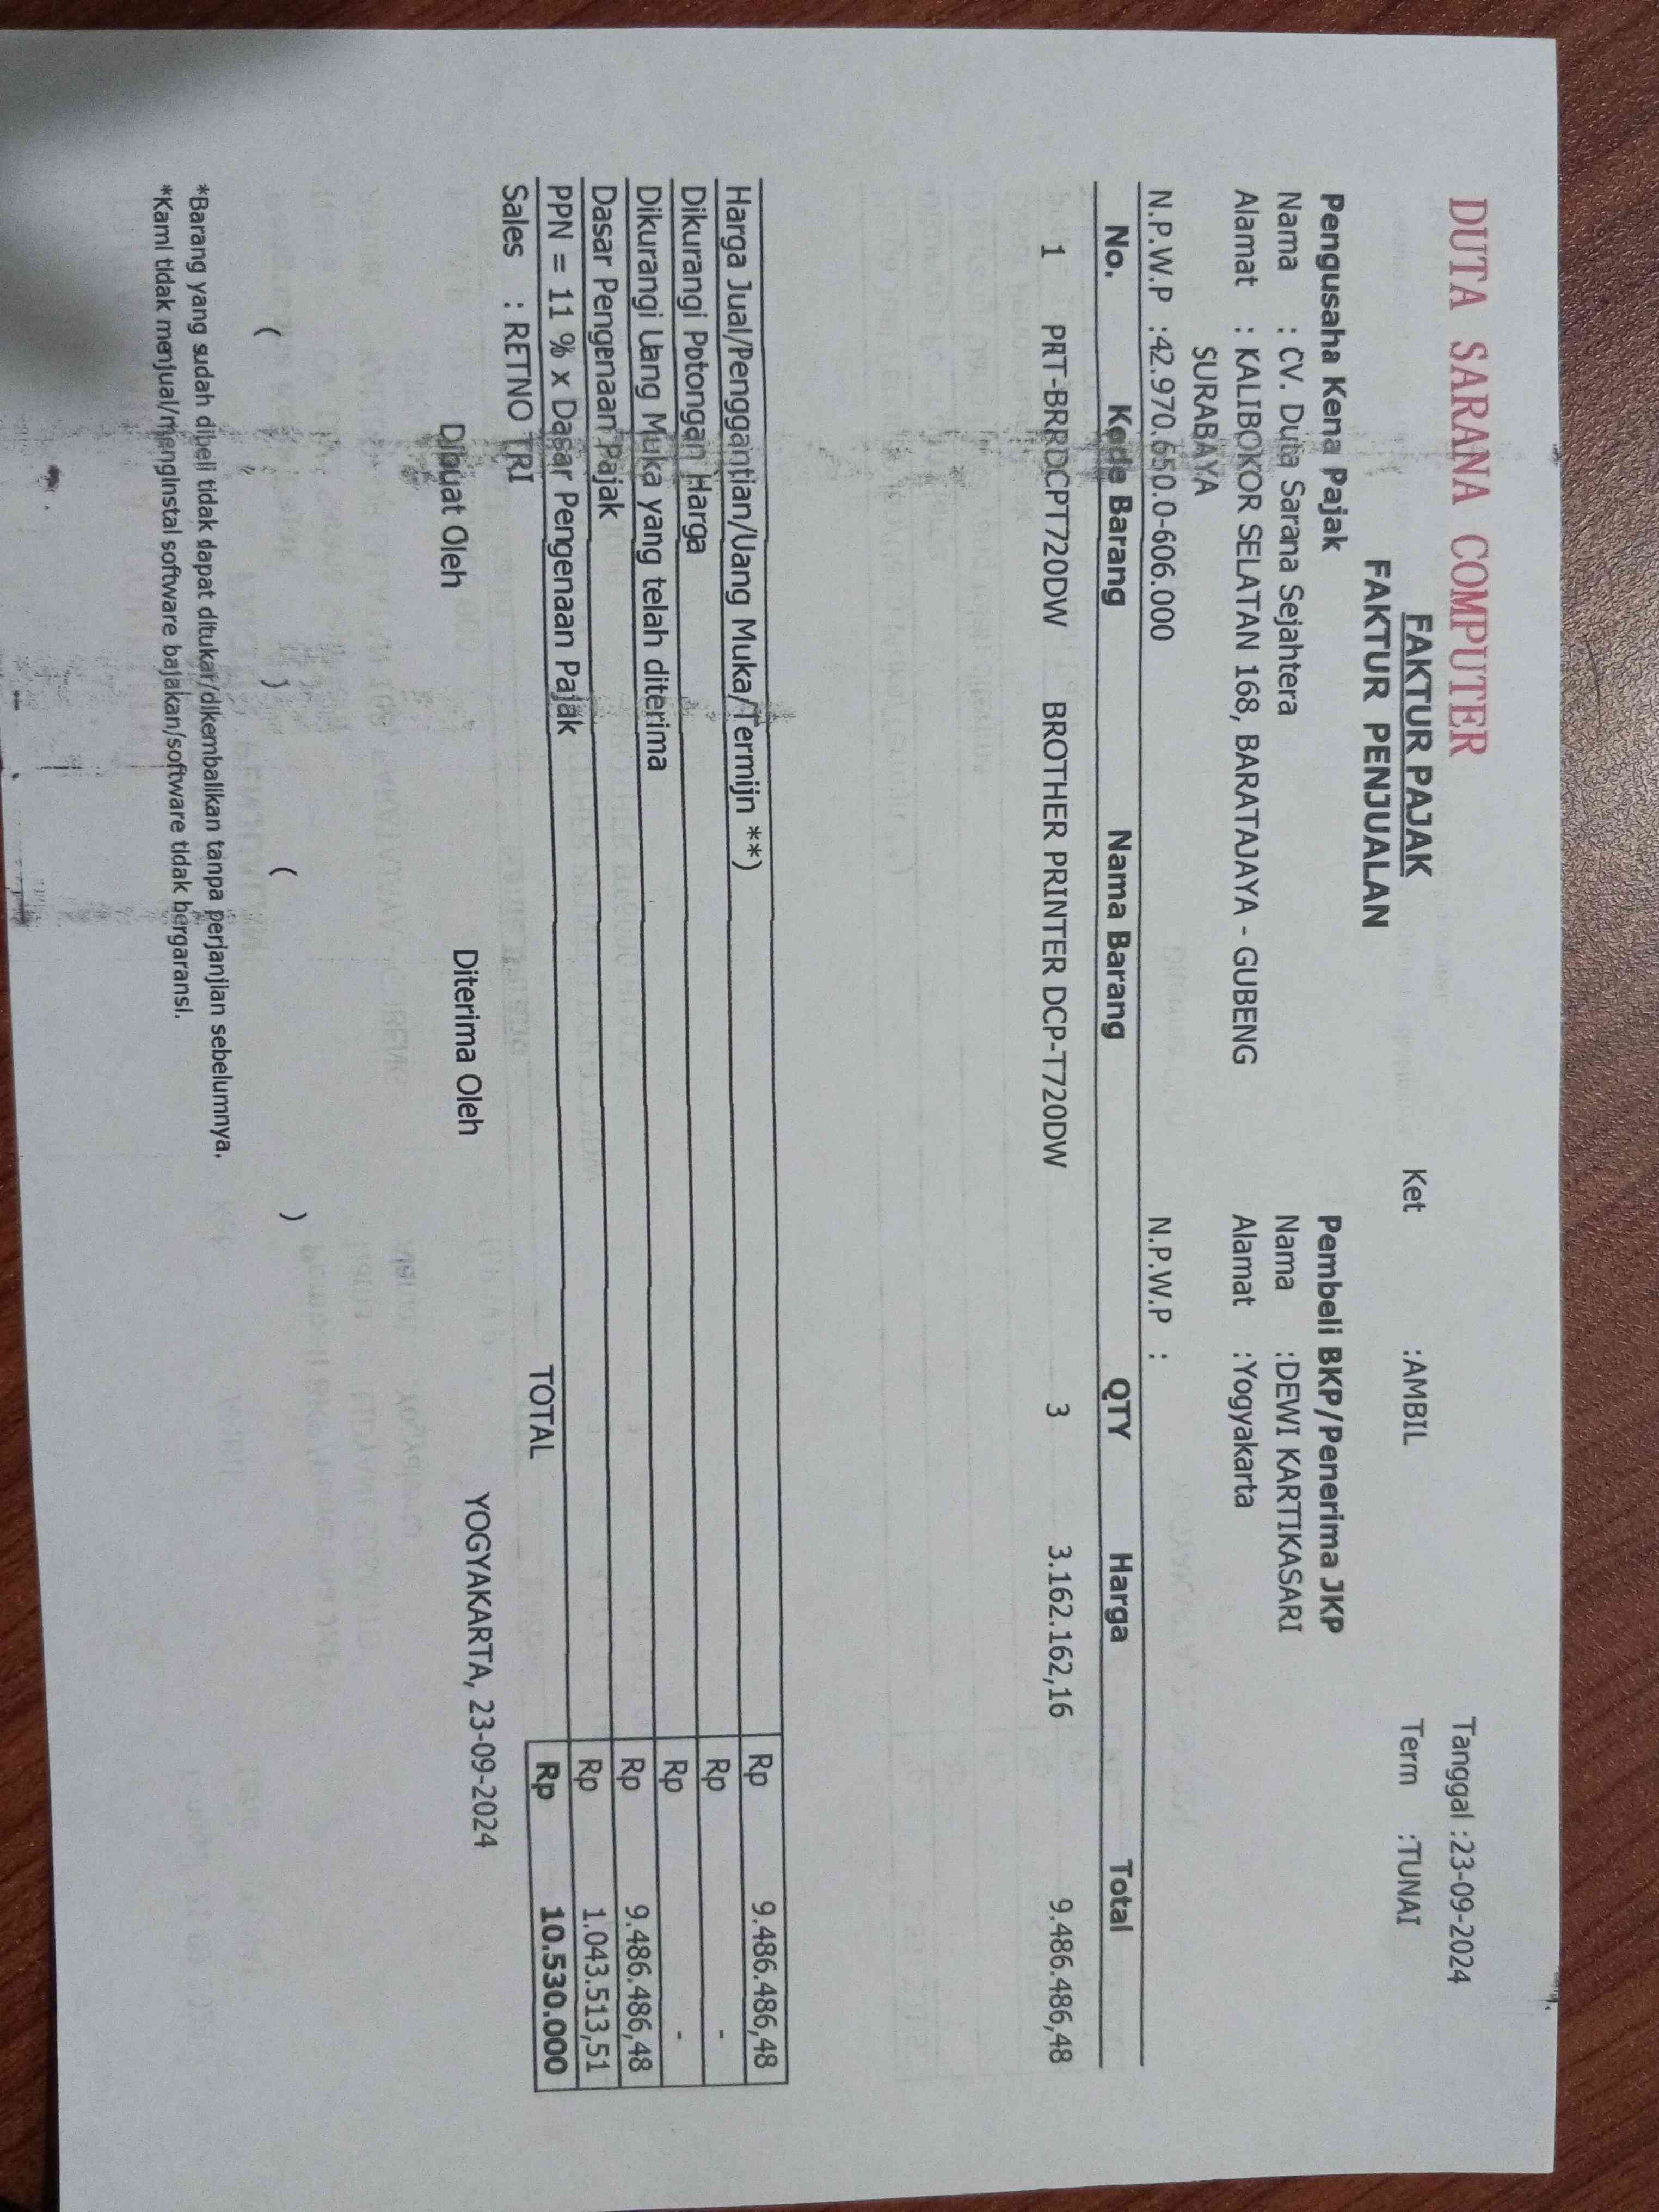 DUTA SARANA COMPUTER
Tanggal :23-09-2024
FAKTUR PAJAK
Ket :AMBIL
Term :TUNAI
FAKTUR PENJUALAN
Pengusaha Kena Pajak
Pembeli BKP/Penerima JKP
Nama : CV. Duta Sarana Sejahtera
Nama :DEWI KARTIKASARI
Alamat : KALIBOKOR SELATAN 168, BARATAJAYA - GUBENG
Alamat :Yogyakarta
SURABAYA
N.P.W.P :42.970.650.0-606.000
N.P.W.P :
No. Kode Barang Nama Barang QTY Harga Total
1 PRT-BRRDCPT720DW BROTHER PRINTER DCP-T720DW 3 3.162.162,16 9.486.486,48
Harga Jual/Penggantian/Uang Muka/Termijn **) Rp 9.486.486,48
Dikurangi Potongan Harga Rp -
Dikurangi Uang Muka yang telah diterima Rp -
Dasar Pengenaan Pajak Rp 9.486.486,48
PPN = 11 % x Dasar Pengenaan Pajak Rp 1.043.513,51
Sales : RETNO TRI TOTAL Rp 10.530.000
YOGYAKARTA, 23-09-2024
Dibuat Oleh Diterima Oleh
( ) ( )
*Barang yang sudah dibeli tidak dapat ditukar/dikembalikan tanpa perjanjian sebelumnya.
*Kami tidak menjual/menginstal software bajakan/software tidak bergaransi.